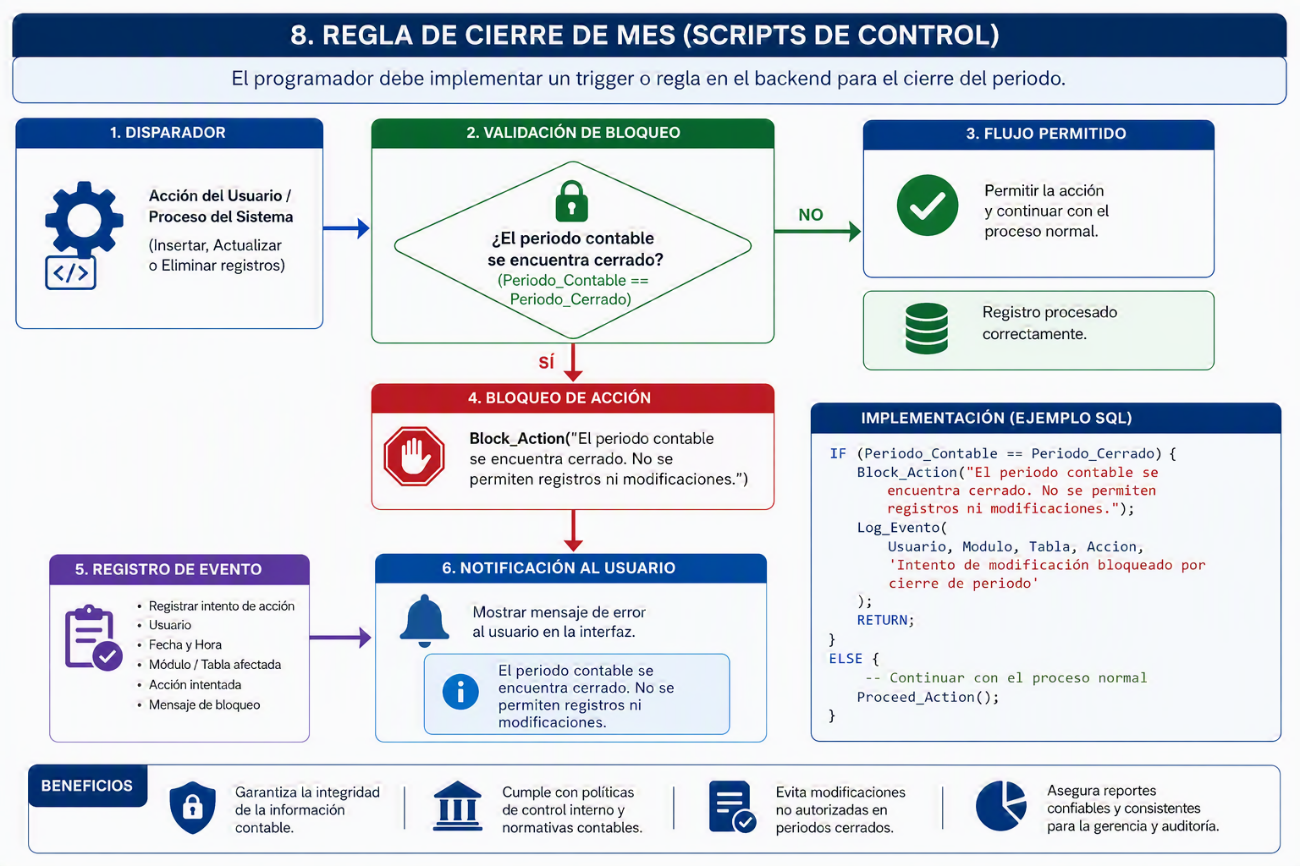 8. REGLA DE CIERRE DE MES (SCRIPTS DE CONTROL)
El programador debe implementar un trigger o regla en el backend para el cierre del periodo.
1. DISPARADOR
Acción del Usuario /
Proceso del Sistema
(Insertar, Actualizar
o Eliminar registros)
</>
2. VALIDACIÓN DE BLOQUEO
¿El periodo contable
se encuentra cerrado?
(Periodo_Contable ==
Periodo_Cerrado)
NO
SÍ
3. FLUJO PERMITIDO
Permitir la acción
y continuar con el
proceso normal.
Registro procesado
correctamente.
4. BLOQUEO DE ACCIÓN
Block_Action("El periodo contable
se encuentra cerrado. No se
permiten registros ni modificaciones.")
5. REGISTRO DE EVENTO
• Registrar intento de acción
• Usuario
• Fecha y Hora
• Módulo / Tabla afectada
• Acción intentada
• Mensaje de bloqueo
6. NOTIFICACIÓN AL USUARIO
Mostrar mensaje de error
al usuario en la interfaz.
i
El periodo contable se
encuentra cerrado. No se
permiten registros ni
modificaciones.
IMPLEMENTACIÓN (EJEMPLO SQL)
IF (Periodo_Contable == Periodo_Cerrado) {
Block_Action("El periodo contable se
encuentra cerrado. No se permiten
registros ni modificaciones.");
Log_Evento(
Usuario, Modulo, Tabla, Accion,
'Intento de modificación bloqueado por
cierre de periodo'
);
RETURN;
}
ELSE {
-- Continuar con el proceso normal
Proceed_Action();
}
BENEFICIOS
Garantiza la integridad
de la información
contable.
Cumple con políticas
de control interno y
normativas contables.
Evita modificaciones
no autorizadas en
periodos cerrados.
Asegura reportes
confiables y consistentes
para la gerencia y auditoría.